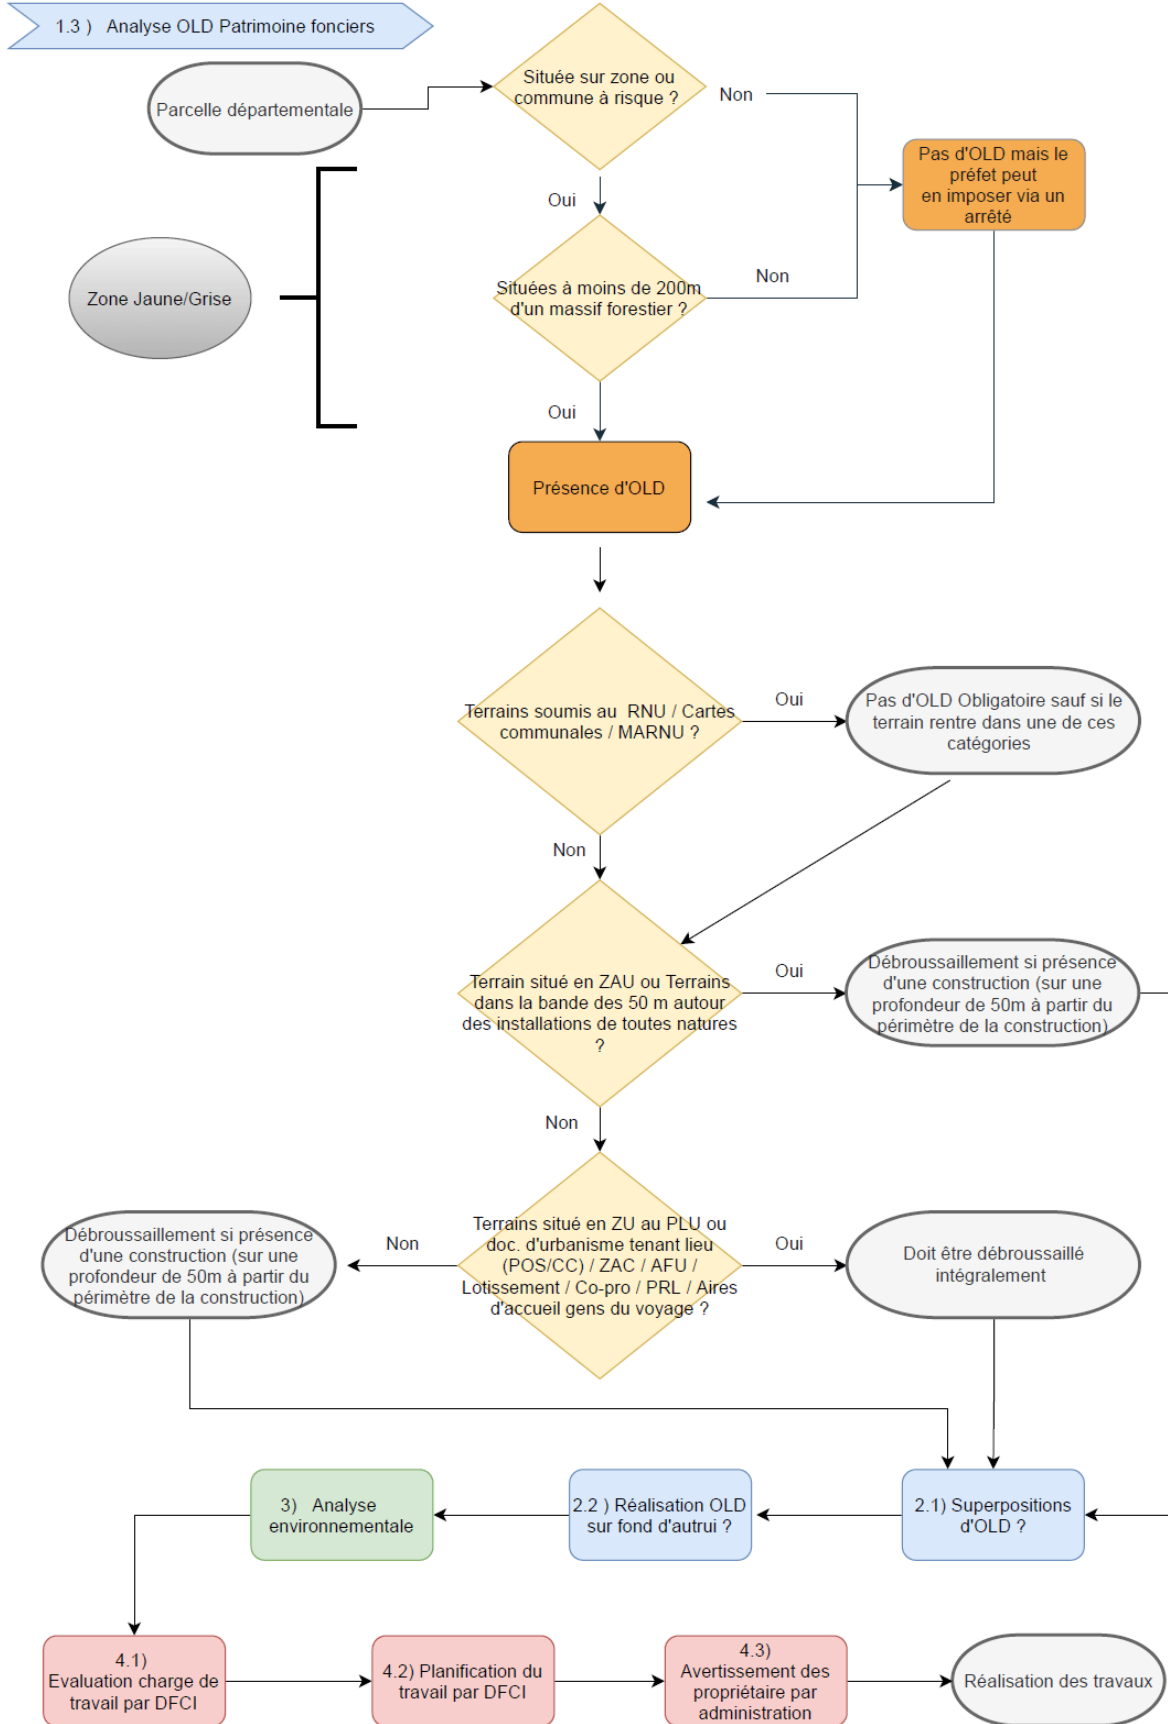 1.3 ) Analyse OLD Patrimoine fonciers
Parcelle départementale
Située sur zone ou
commune à risque ?
Non
Pas d'OLD mais le
préfet peut
en imposer via un
arrêté
Oui
Zone Jaune/Grise
Situées à moins de 200m
d'un massif forestier ?
Non
Oui
Présence d'OLD
Terrains soumis au RNU / Cartes
communales / MARNU ?
Oui
Pas d'OLD Obligatoire sauf si le
terrain rentre dans une de ces
catégories
Non
Terrain situé en ZAU ou Terrains
dans la bande des 50 m autour
des installations de toutes natures
?
Oui
Débroussaillement si présence
d'une construction (sur une
profondeur de 50m à partir du
périmètre de la construction)
Non
Débroussaillement si présence
d'une construction (sur une
profondeur de 50m à partir du
périmètre de la construction)
Non
Terrains situé en ZU au PLU ou
doc. d'urbanisme tenant lieu
(POS/CC) / ZAC / AFU /
Lotissement / Co-pro / PRL / Aires
d'accueil gens du voyage ?
Oui
Doit être débroussaillé
intégralement
3) Analyse
environnementale
2.2 ) Réalisation OLD
sur fond d'autrui ?
2.1) Superpositions
d'OLD ?
4.1)
Evaluation charge de
travail par DFCI
4.2) Planification du
travail par DFCI
4.3)
Avertissement des
propriétaire par
administration
Réalisation des travaux